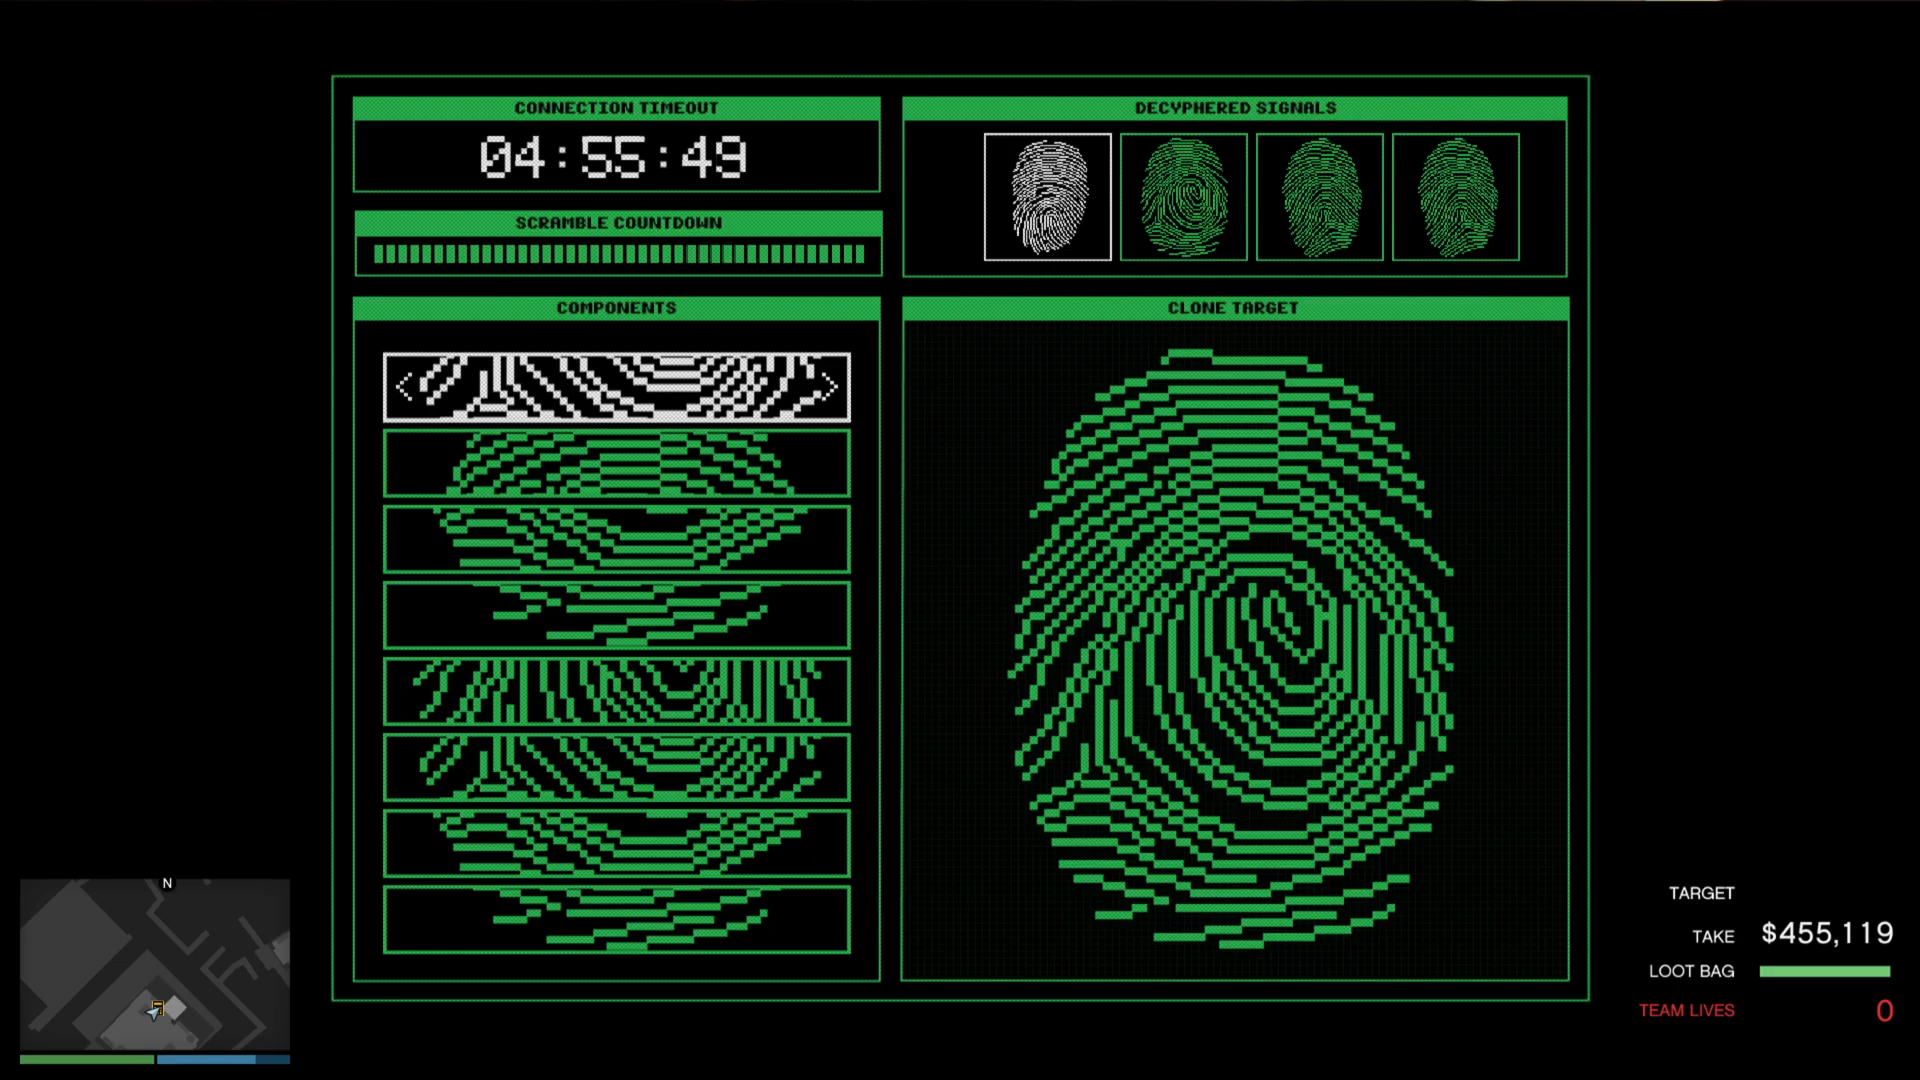 CONNECTION TIMEOUT
04:55:49
DECYPHERED SIGNALS
SCRAMBLE COUNTDOWN
COMPONENTS
CLONE TARGET
N
TARGET
TAKE $455,119
LOOT BAG
TEAM LIVES 0